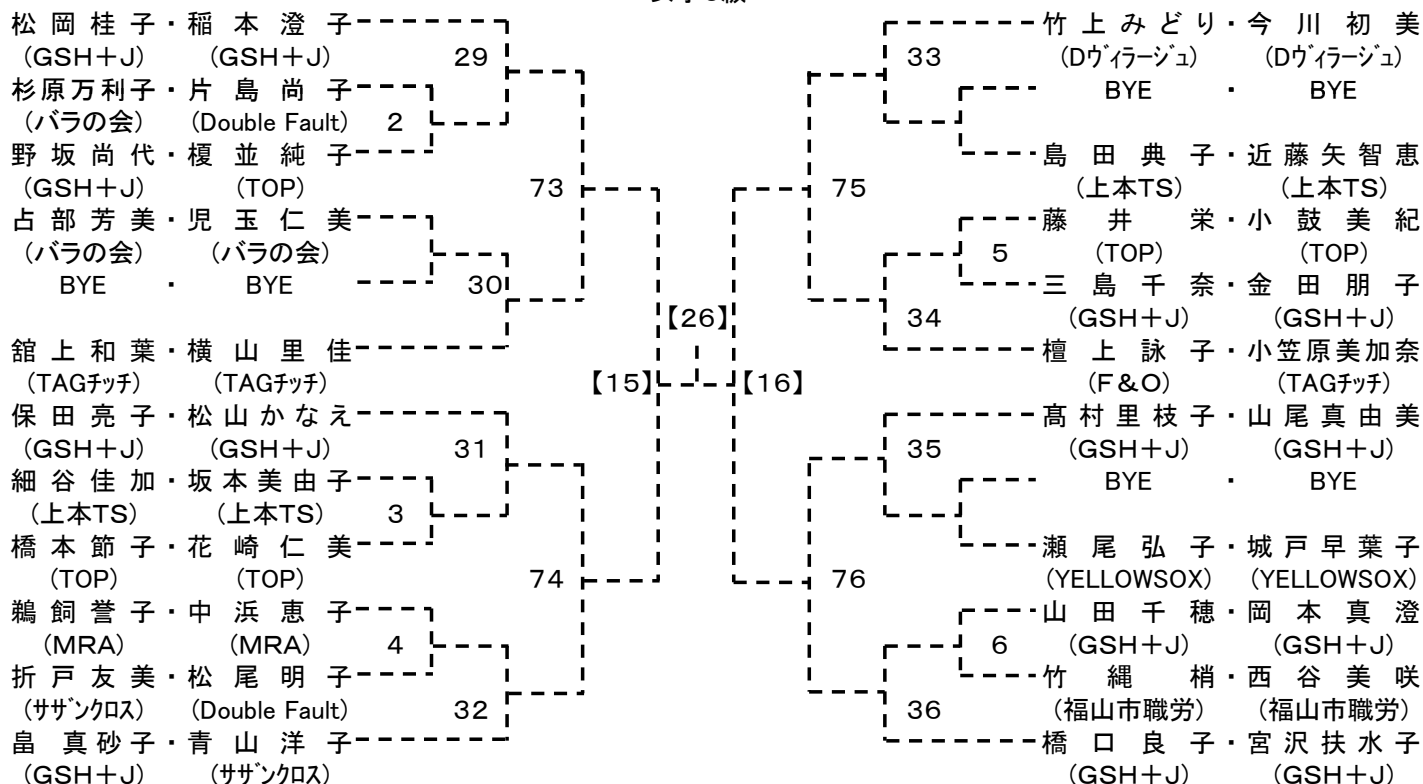 松岡桂子・稲本澄子
(GSH+J) (GSH+J) 29
杉原万利子・片島尚子
(バラの会) (Double Fault) 2
野坂尚代・榎並純子
(GSH+J) (TOP) 73
占部芳美・児玉仁美
(バラの会) (バラの会)
BYE ・ BYE 30
舘上和葉・横山里佳
(TAGチッチ) (TAGチッチ)
保田亮子・松山かなえ
(GSH+J) (GSH+J) 31
細谷佳加・坂本美由子
(上本TS) (上本TS) 3
橋本節子・花崎仁美
(TOP) (TOP) 74
鵜飼誉子・中浜恵子
(MRA) (MRA) 4
折戸友美・松尾明子
(サザンクロス) (Double Fault) 32
畠真砂子・青山洋子
(GSH+J) (サザンクロス)
【26】
【15】 【16】
竹上みどり・今川初美
33 (Dヴィラージュ) (Dヴィラージュ)
BYE ・ BYE
島田典子・近藤矢智恵
75 (上本TS) (上本TS)
藤井栄・小鼓美紀
5 (TOP) (TOP)
三島千奈・金田朋子
34 (GSH+J) (GSH+J)
檀上詠子・小笠原美加奈
(F&O) (TAGチッチ)
髙村里枝子・山尾真由美
35 (GSH+J) (GSH+J)
BYE ・ BYE
瀬尾弘子・城戸早葉子
76 (YELLOWSOX) (YELLOWSOX)
山田千穂・岡本真澄
6 (GSH+J) (GSH+J)
竹縄梢・西谷美咲
36 (福山市職労) (福山市職労)
橋口良子・宮沢扶水子
(GSH+J) (GSH+J)